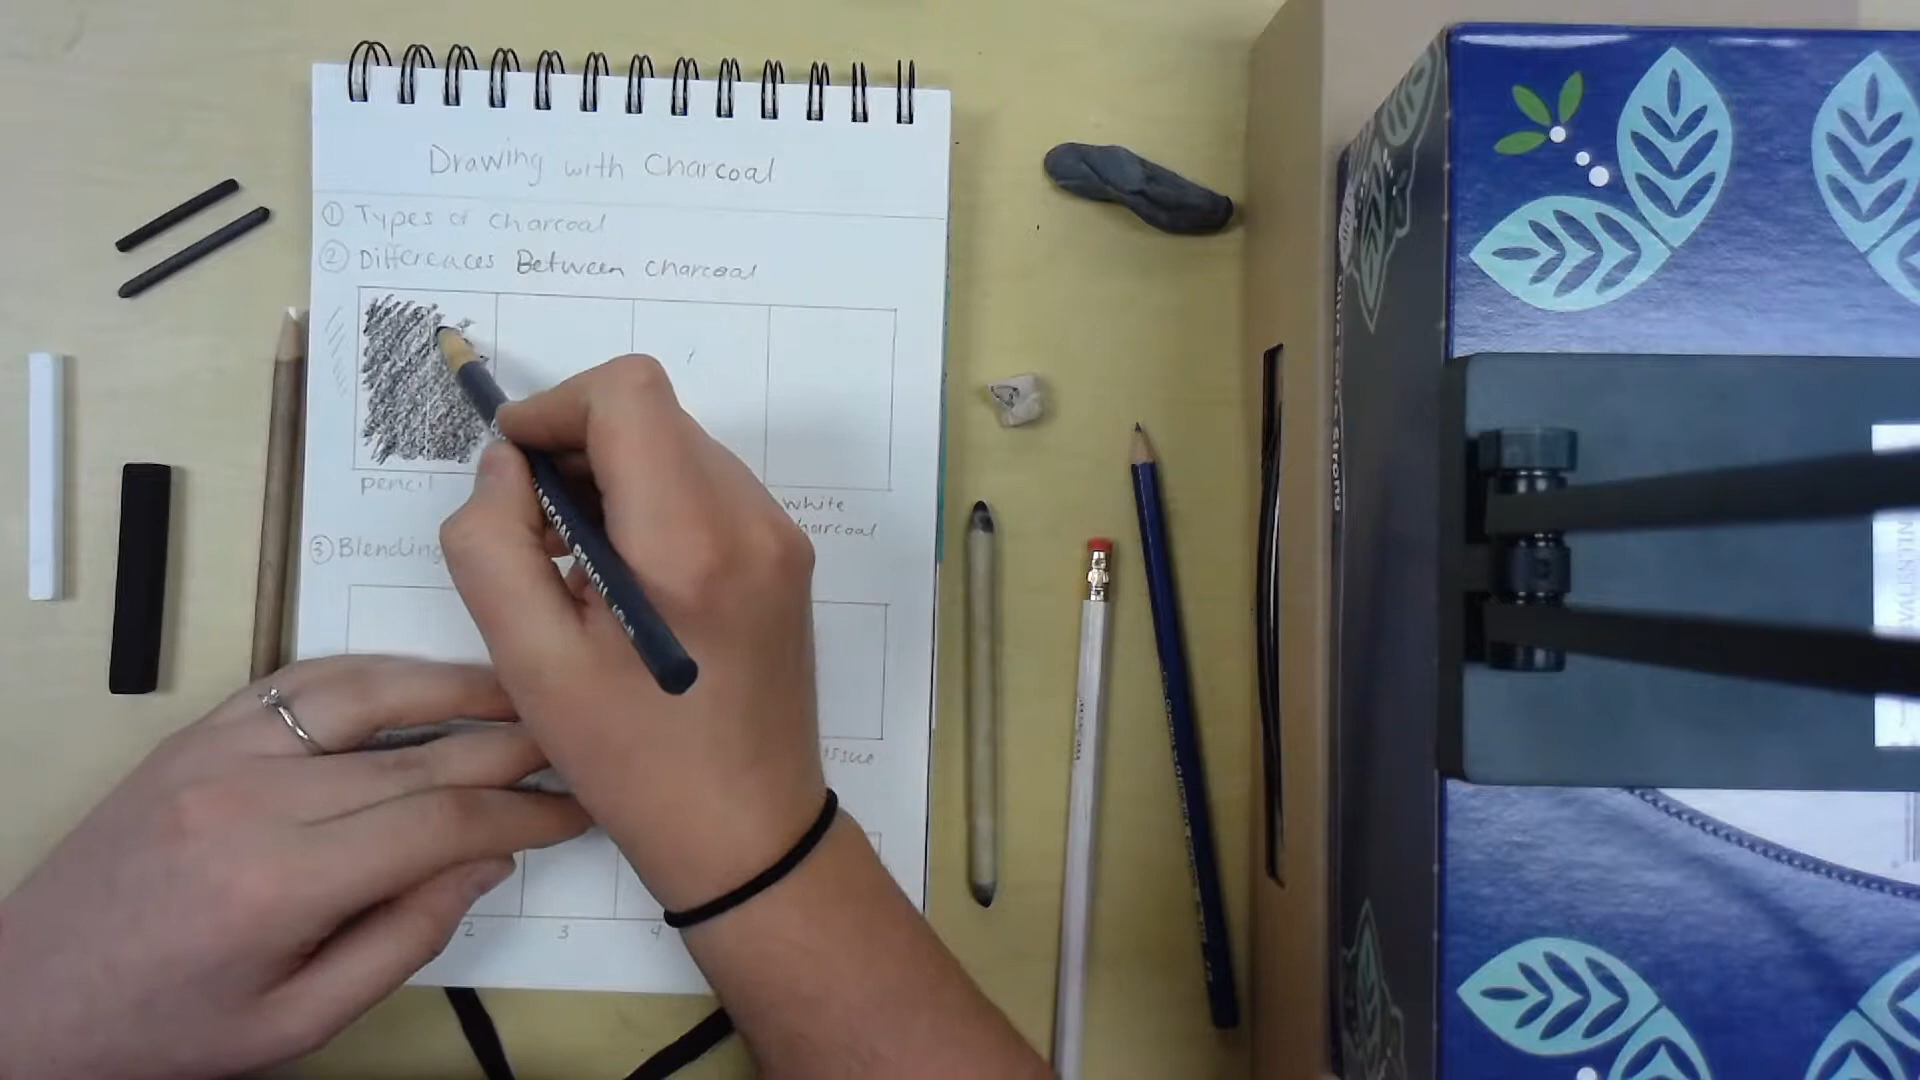 Drawing with Charcoal
① Types of charcoal
② Differences Between charcoal
pencil
white
charcoal
③ Blending
tissue
2 3 4
CHARCOAL PENCIL